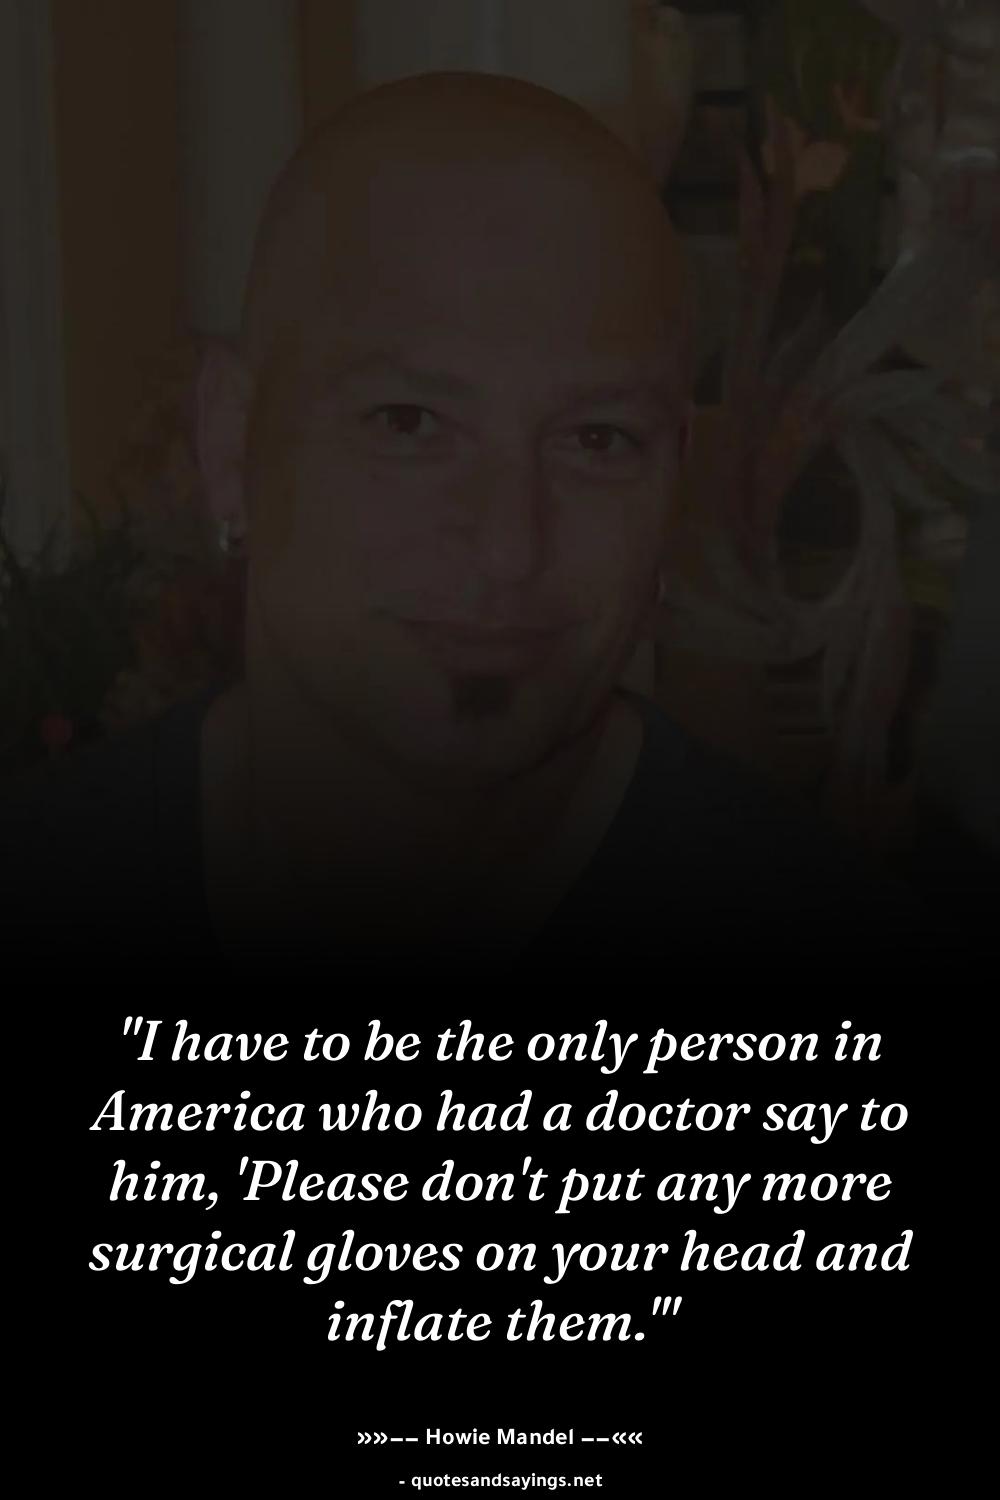 "I have to be the only person in
America who had a doctor say to
him, 'Please don't put any more
surgical gloves on your head and
inflate them.'"
»»–– Howie Mandel ––««
- quotesandsayings.net